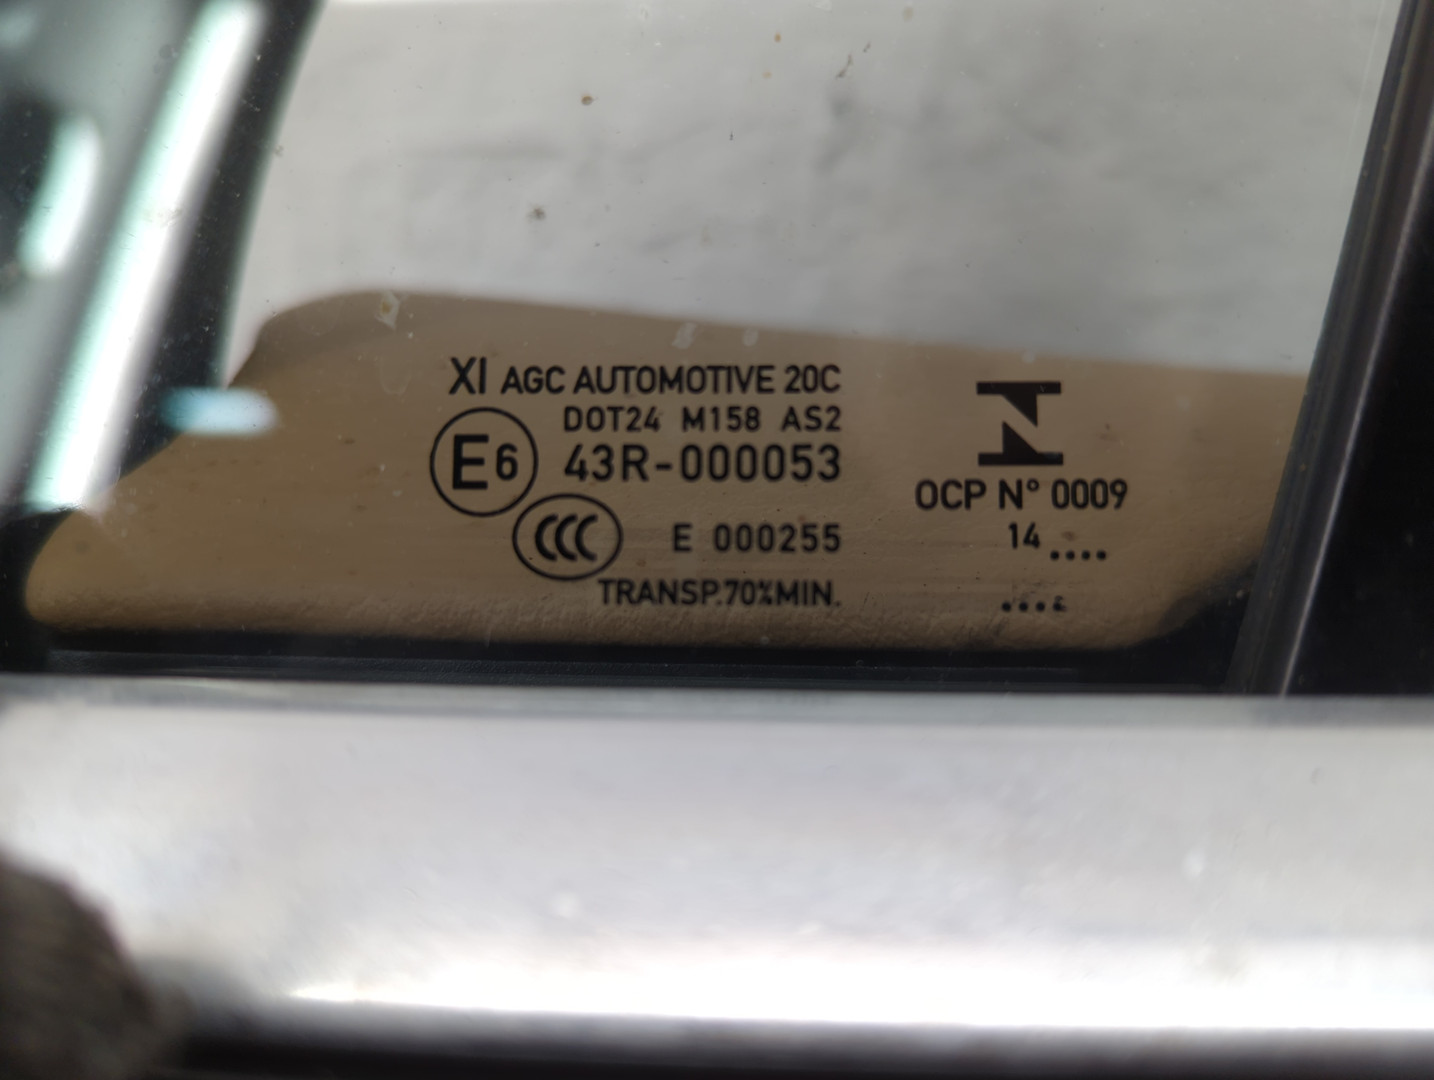 XI AGC AUTOMOTIVE 20C
DOT24 M158 AS2
E6 43R-000053
CCC E 000255
TRANSP.70%MIN.
OCP N° 0009
14 ....
....